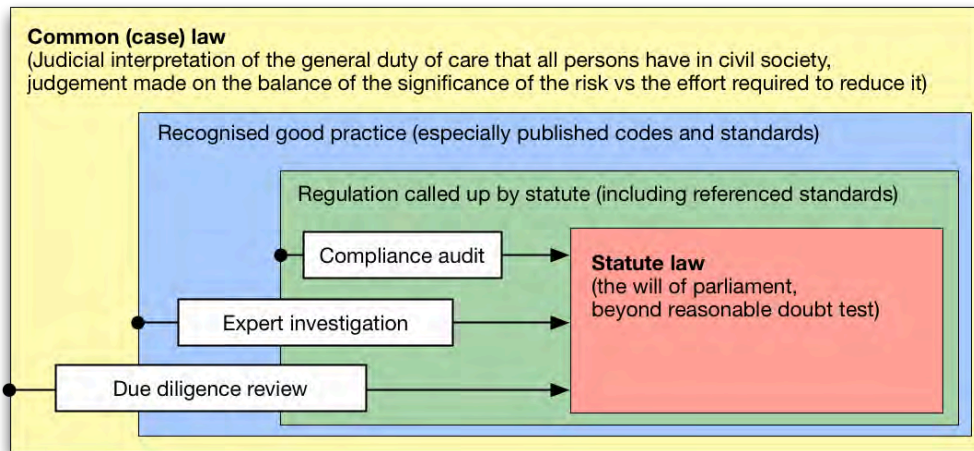 Common (case) law
(Judicial interpretation of the general duty of care that all persons have in civil society,
judgement made on the balance of the significance of the risk vs the effort required to reduce it)
Recognised good practice (especially published codes and standards)
Regulation called up by statute (including referenced standards)
Compliance audit
Statute law
(the will of parliament,
beyond reasonable doubt test)
Expert investigation
Due diligence review